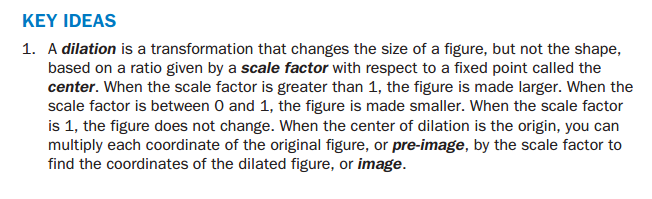 KEY IDEAS
1. A dilation is a transformation that changes the size of a figure, but not the shape,
based on a ratio given by a scale factor with respect to a fixed point called the
center. When the scale factor is greater than 1, the figure is made larger. When the
scale factor is between 0 and 1, the figure is made smaller. When the scale factor
is 1, the figure does not change. When the center of dilation is the origin, you can
multiply each coordinate of the original figure, or pre-image, by the scale factor to
find the coordinates of the dilated figure, or image.